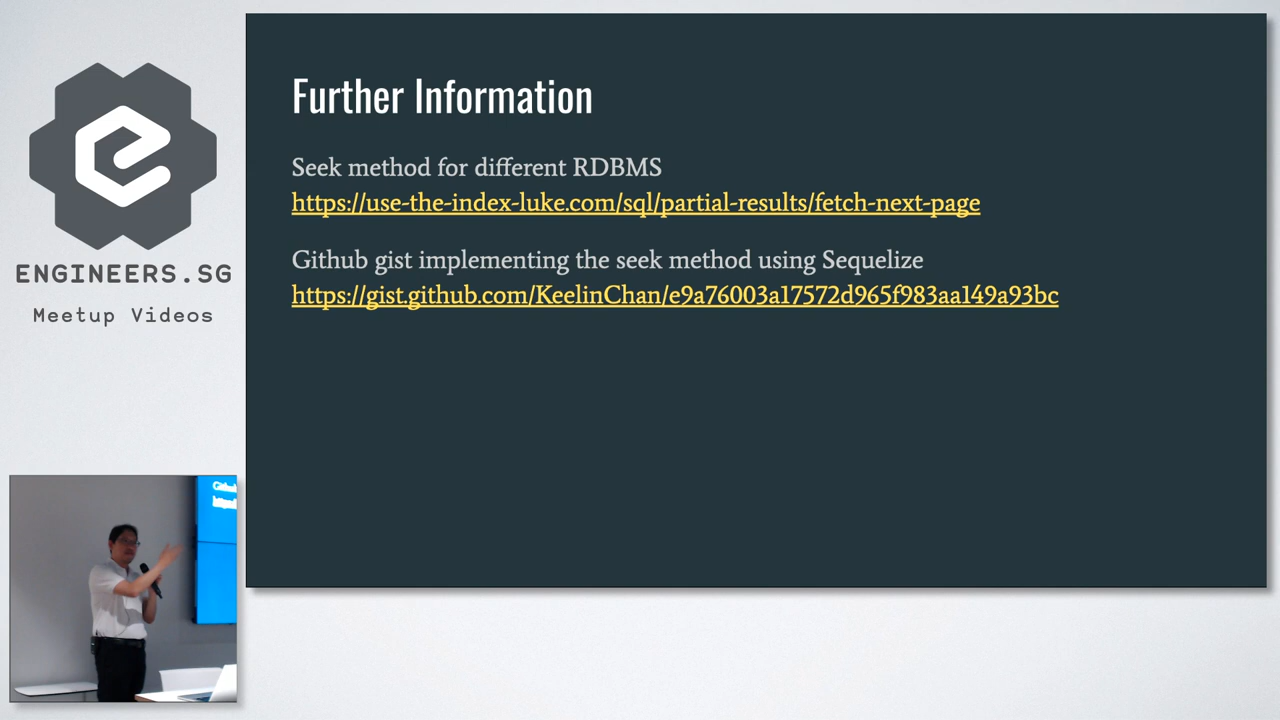 ENGINEERS.SG
Meetup Videos
Further Information
Seek method for different RDBMS
https://use-the-index-luke.com/sql/partial-results/fetch-next-page
Github gist implementing the seek method using Sequelize
https://gist.github.com/KeelinChan/e9a76003a17572d965f983aa149a93bc